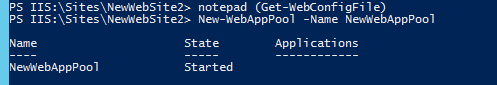 PS IIS:\Sites\NewWebSite2> notepad (Get-WebConfigFile)
PS IIS:\Sites\NewWebSite2> New-WebAppPool -Name NewWebAppPool
Name State Applications
---- ----- ------------
NewWebAppPool Started